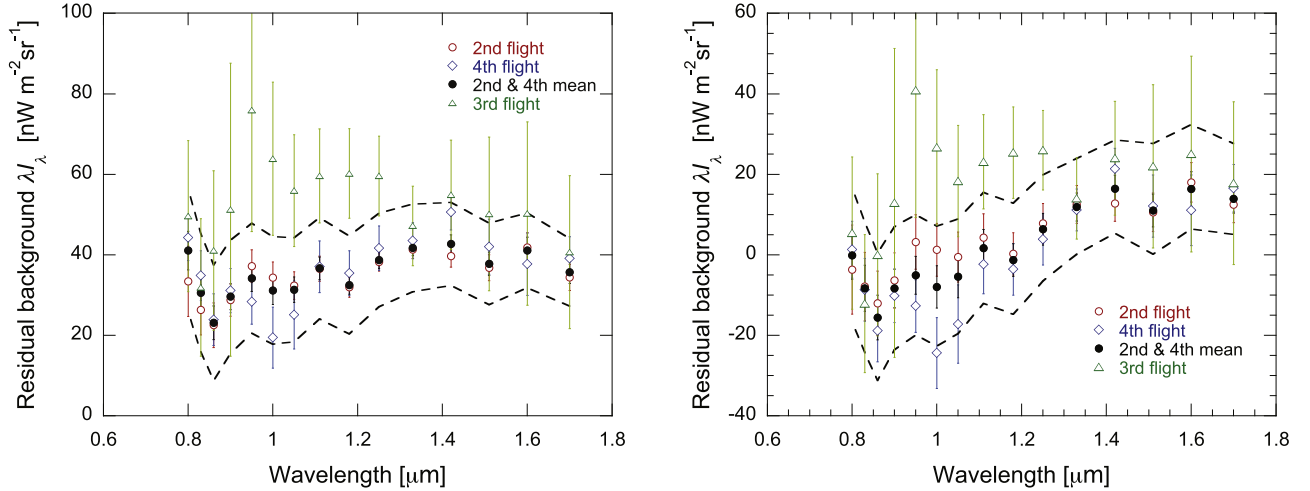 100
80
60
40
20
0
0.6
0.8
1
1.2
1.4
1.6
1.8
Residual background λI_λ [nW m⁻²sr⁻¹]
Wavelength [μm]
2nd flight
4th flight
2nd & 4th mean
3rd flight
60
40
20
0
-20
-40
0.6
0.8
1
1.2
1.4
1.6
1.8
Residual background λI_λ [nW m⁻²sr⁻¹]
Wavelength [μm]
2nd flight
4th flight
2nd & 4th mean
3rd flight